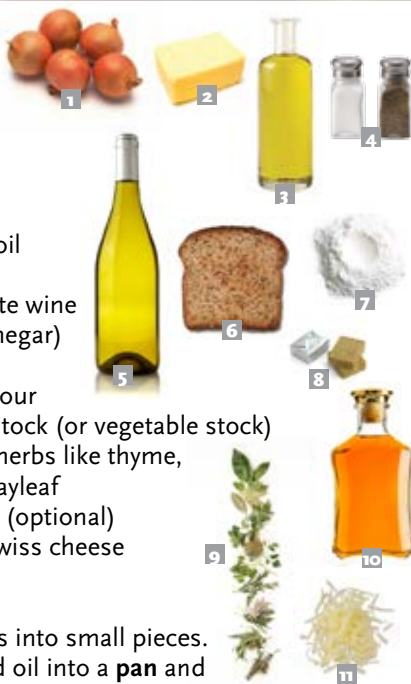 1
2
3
4
oil
te wine
negar)
5
6
7
8
our
tock (or vegetable stock)
herbs like thyme,
ayleaf
(optional)
wiss cheese
9
10
11
s into small pieces.
d oil into a pan and